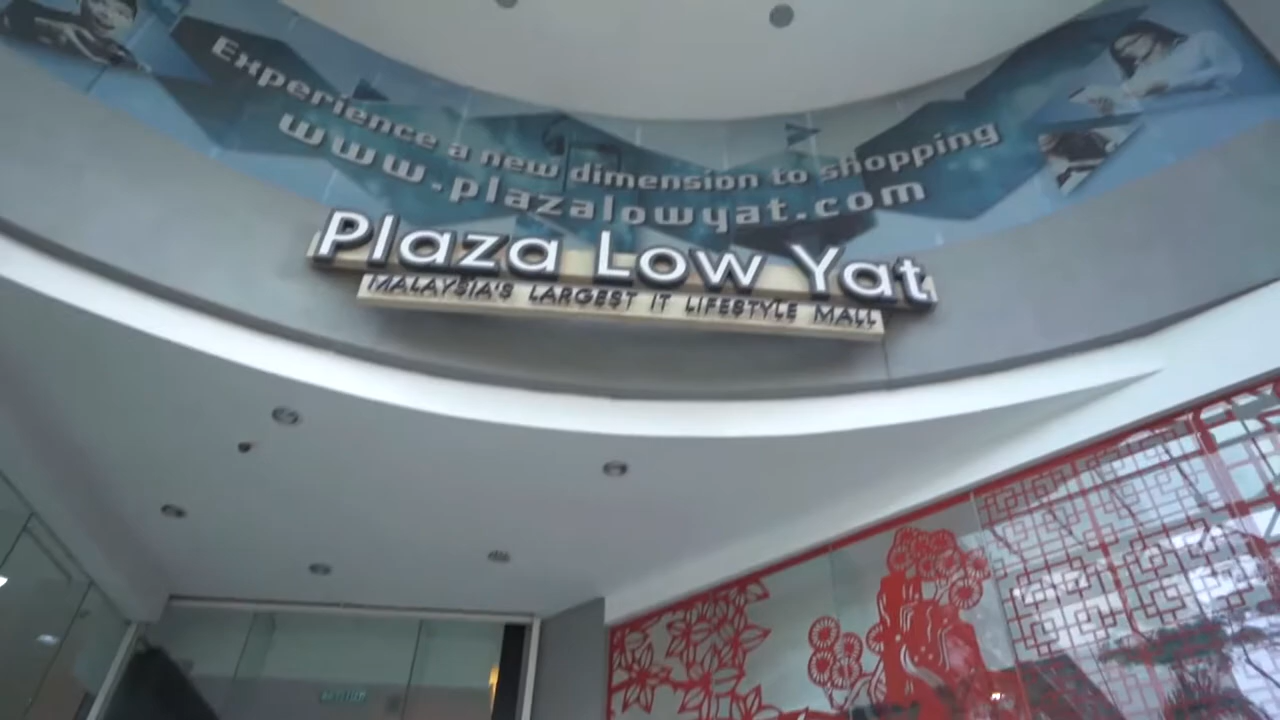 Experience a new dimension to shopping
www.plazalowyat.com
Plaza Low Yat
MALAYSIA'S LARGEST IT LIFESTYLE MALL